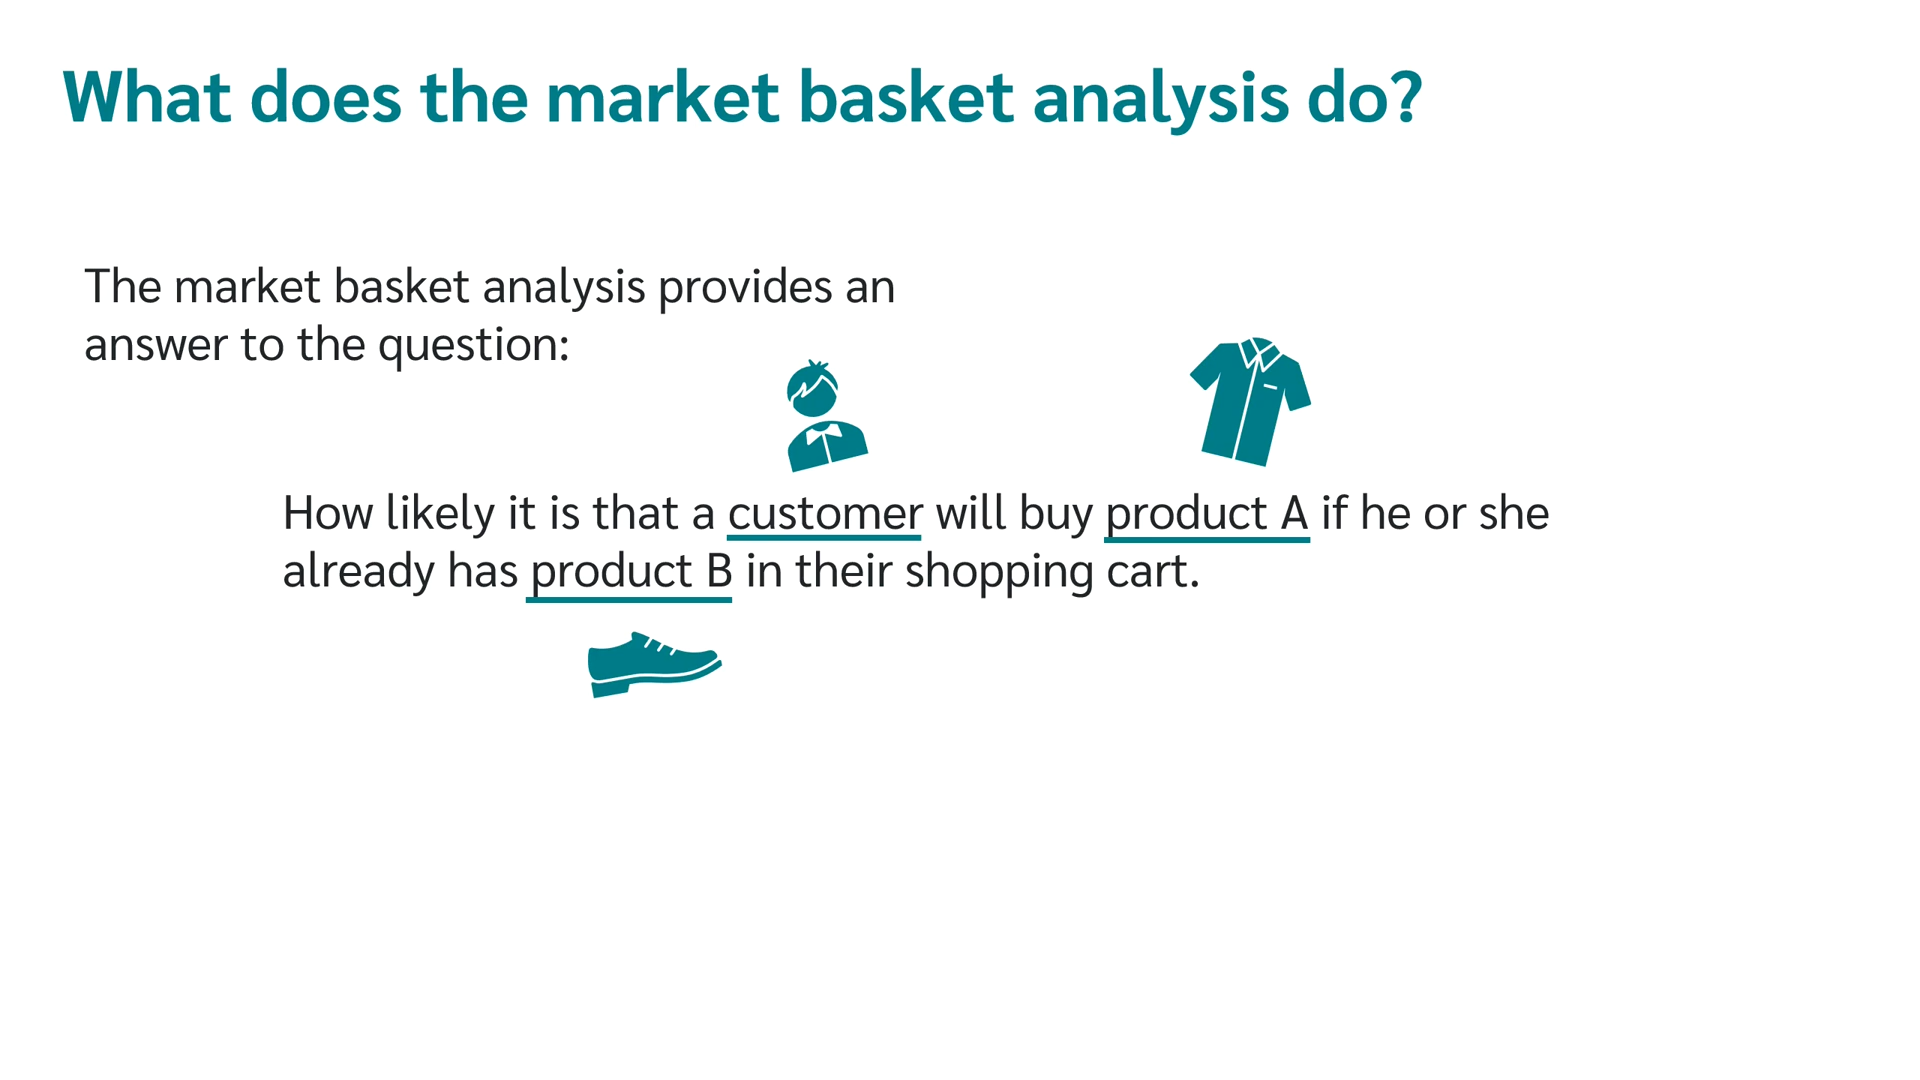 What does the market basket analysis do?
The market basket analysis provides an
answer to the question:
How likely it is that a customer will buy product A if he or she
already has product B in their shopping cart.